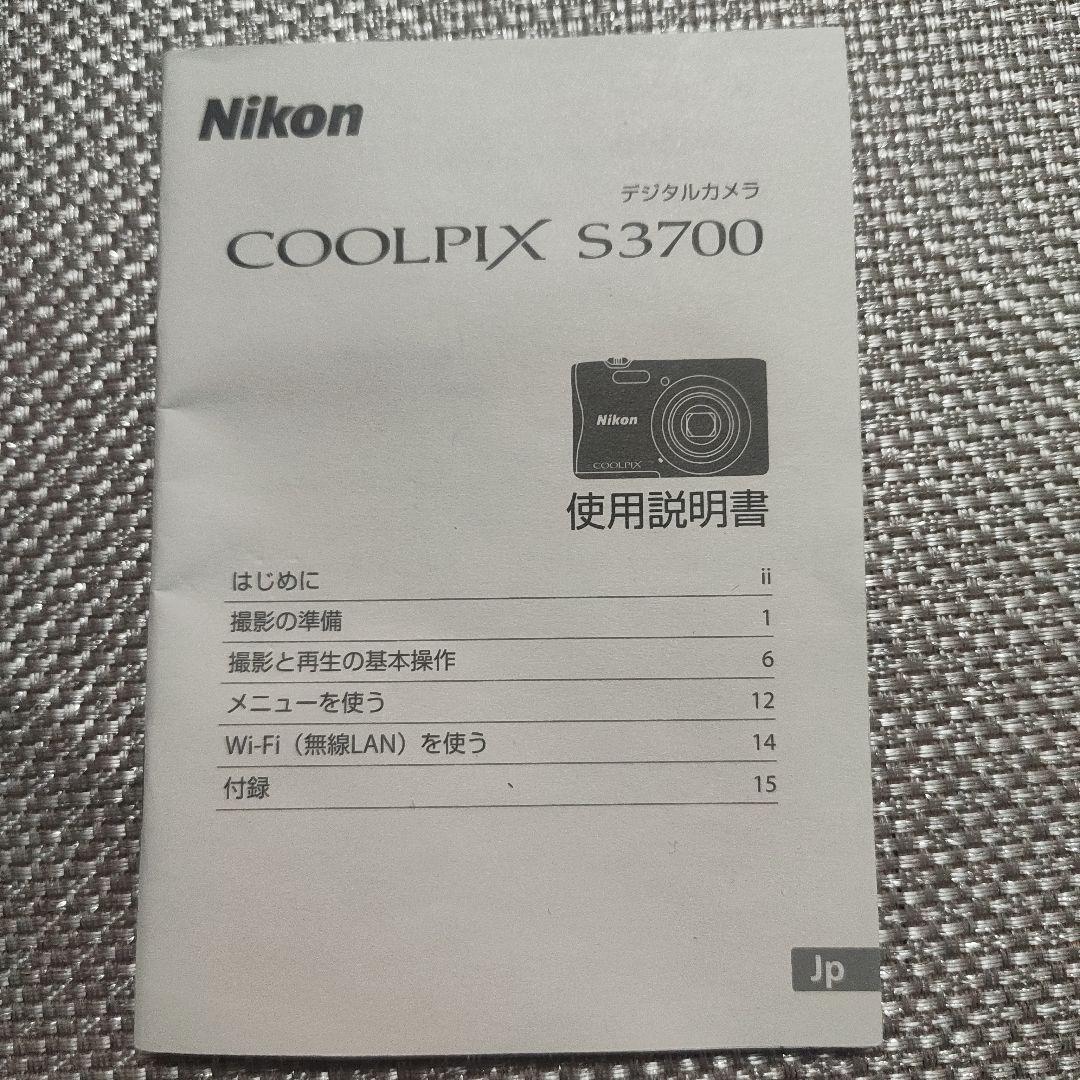 Nikon
デジタルカメラ
COOLPIX S3700
Nikon
COOLPIX
使用説明書
はじめに ii
撮影の準備 1
撮影と再生の基本操作 6
メニューを使う 12
Wi-Fi（無線LAN）を使う 14
付録 15
Jp